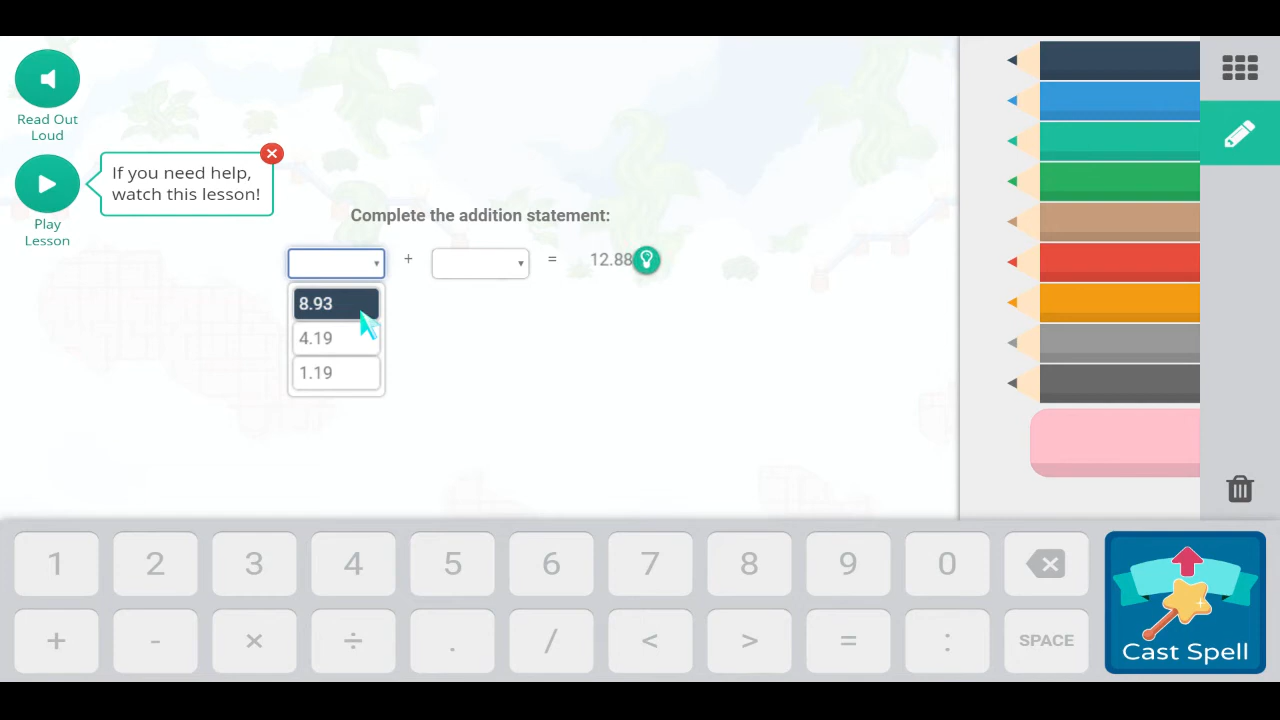 Read Out
Loud
If you need help,
watch this lesson!
Play
Lesson
Complete the addition statement:
+ = 12.88
8.93
4.19
1.19
1 2 3 4 5 6 7 8 9 0
+ - × ÷ . / < > = : SPACE
Cast Spell